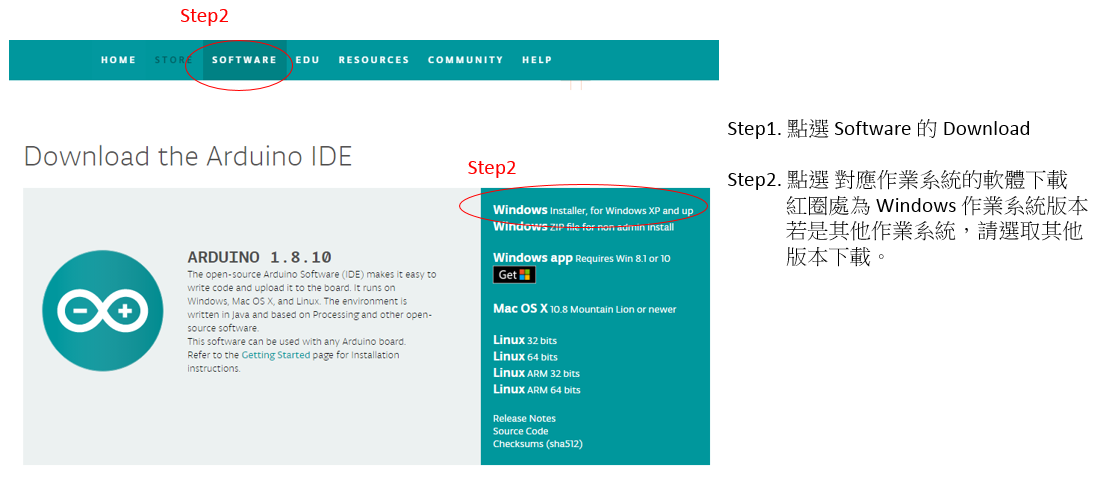 Step2
HOME STORE SOFTWARE EDU RESOURCES COMMUNITY HELP
Download the Arduino IDE
ARDUINO 1.8.10
The open-source Arduino Software (IDE) makes it easy to
write code and upload it to the board. It runs on
Windows, Mac OS X, and Linux. The environment is
written in Java and based on Processing and other open-
source software.
This software can be used with any Arduino board.
Refer to the Getting Started page for Installation
instructions.
Step2
Windows Installer, for Windows XP and up
Windows ZIP file for non admin install
Windows app Requires Win 8.1 or 10
Get
Mac OS X 10.8 Mountain Lion or newer
Linux 32 bits
Linux 64 bits
Linux ARM 32 bits
Linux ARM 64 bits
Release Notes
Source Code
Checksums (sha512)
Step1. 點選 Software 的 Download
Step2. 點選 對應作業系統的軟體下載
紅圈處為 Windows 作業系統版本
若是其他作業系統，請選取其他
版本下載。